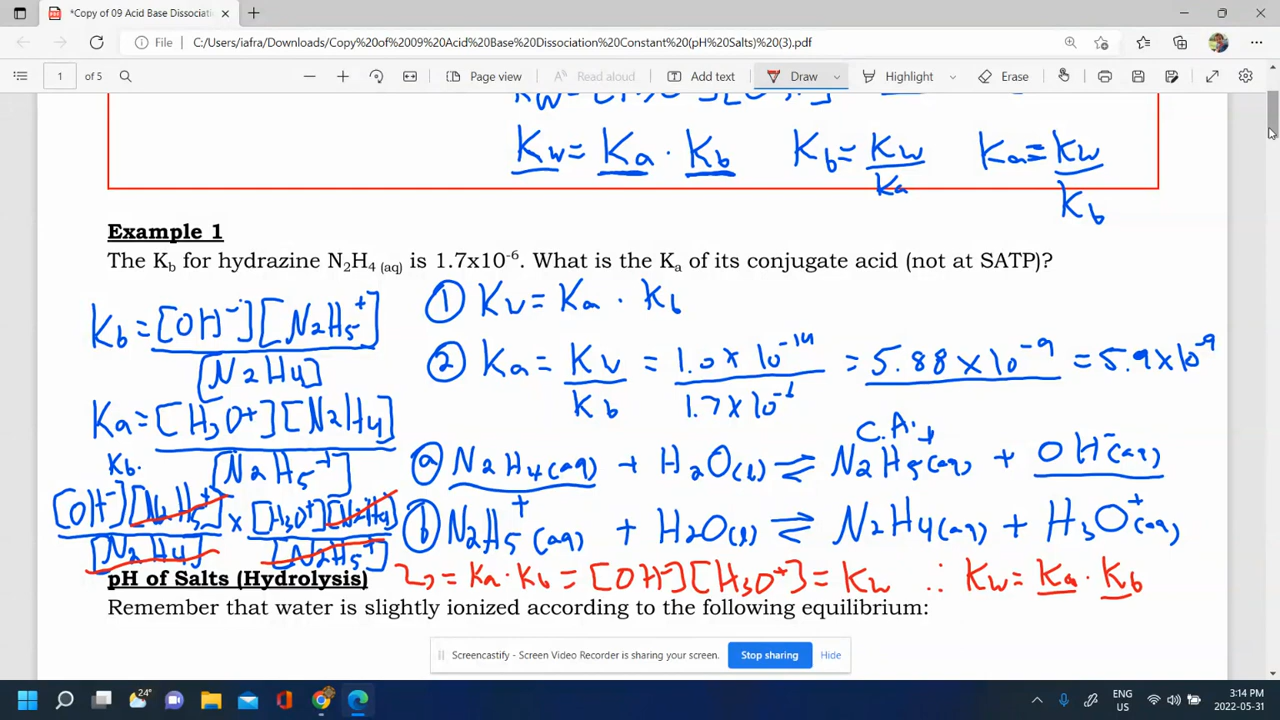 *Copy of 09 Acid Base Dissociati
File C:/Users/iafra/Downloads/Copy%20of%2009%20Acid%20Base%20Dissociation%20Constant%20(pH%20Salts)%20(3).pdf
1 of 5 Page view Read aloud Add text Draw Highlight Erase
Kw = Ka · Kb Kb = Kw/Ka Ka = Kw/Kb
Example 1
The Kb for hydrazine N2H4 (aq) is 1.7x10-6. What is the Ka of its conjugate acid (not at SATP)?
Kb = [OH-][N2H5+]/[N2H4]
① Kw = Ka · Kb
② Ka = Kw/Kb = 1.0 x 10-14/1.7 x 10-6 = 5.88 x 10-9 = 5.9 x 10-9
Ka = [H3O+][N2H4]/[N2H5+]
C.A.
ⓐ N2H4(aq) + H2O(l) ⇌ N2H5+(aq) + OH-(aq)
Kb.
[OH-][N2H5+]/[N2H4] x [H3O+][N2H4]/[N2H5+]
ⓑ N2H5+(aq) + H2O(l) ⇌ N2H4(aq) + H3O+(aq)
pH of Salts (Hydrolysis)
= Ka · Kb = [OH-][H3O+] = Kw ∴ Kw = Ka · Kb
Remember that water is slightly ionized according to the following equilibrium:
Screencastify - Screen Video Recorder is sharing your screen. Stop sharing Hide
24° ENG US 3:14 PM 2022-05-31